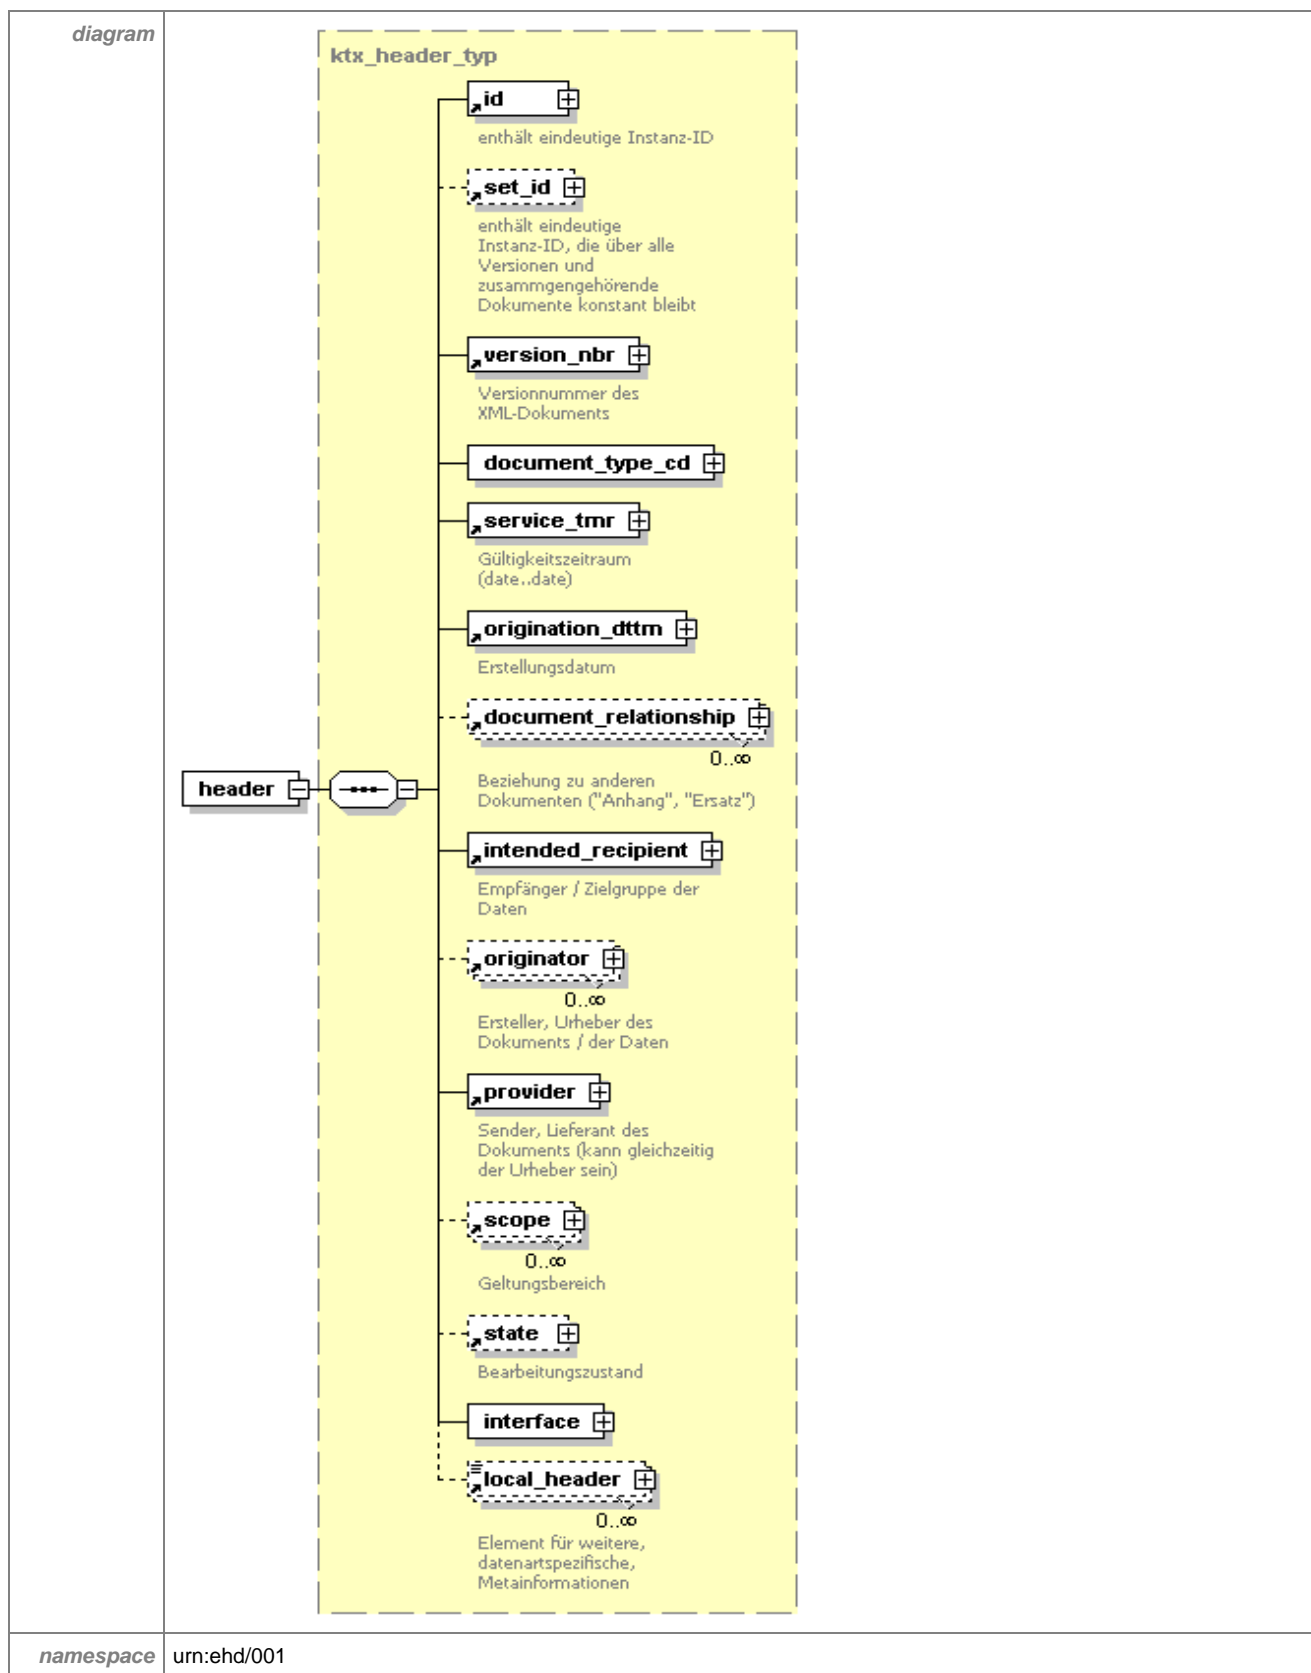 diagram
ktx_header_typ
id
enthält eindeutige Instanz-ID
set_id
enthält eindeutige
Instanz-ID, die über alle
Versionen und
zusammgengehörende
Dokumente konstant bleibt
version_nbr
Versionnummer des
XML-Dokuments
document_type_cd
service_tmr
Gültigkeitszeitraum
(date..date)
origination_dttm
Erstellungsdatum
document_relationship
0..∞
Beziehung zu anderen
Dokumenten ("Anhang", "Ersatz")
header
intended_recipient
Empfänger / Zielgruppe der
Daten
originator
0..∞
Ersteller, Urheber des
Dokuments / der Daten
provider
Sender, Lieferant des
Dokuments (kann gleichzeitig
der Urheber sein)
scope
0..∞
Geltungsbereich
state
Bearbeitungszustand
interface
local_header
0..∞
Element für weitere,
datenartspezifische,
Metainformationen
namespace urn:ehd/001